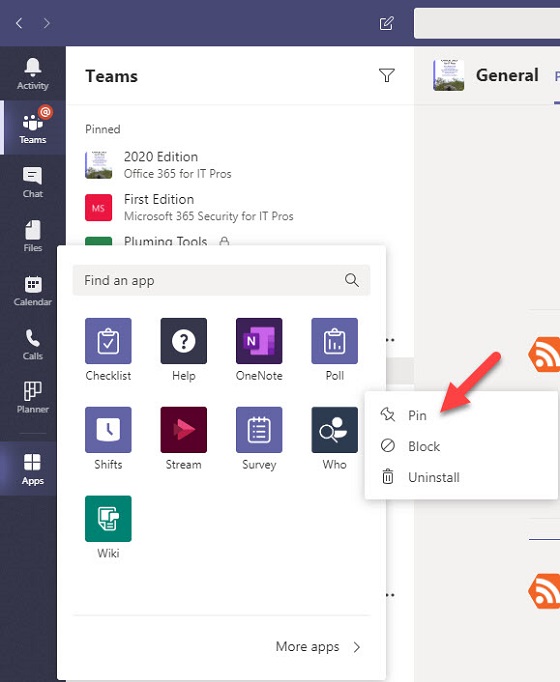 Activity
Teams
Chat
Files
Calendar
Calls
Planner
Apps
Teams
Pinned
2020 Edition
Office 365 for IT Pros
MS
First Edition
Microsoft 365 Security for IT Pros
Pluming Tools
General
P
Find an app
Checklist
Help
OneNote
Poll
Shifts
Stream
Survey
Who
Wiki
More apps
Pin
Block
Uninstall